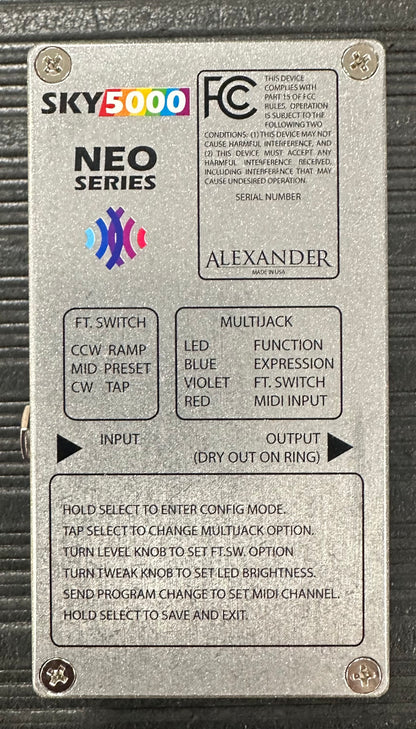 SKY5000
NEO
SERIES
FCC
THIS DEVICE
COMPLIES WITH
PART 15 OF FCC
RULES. OPERATION
IS SUBJECT TO THE
FOLLOWING TWO
CONDITIONS: (1) THIS DEVICE MAY NOT
CAUSE HARMFUL INTERFERENCE, AND
(2) THIS DEVICE MUST ACCEPT ANY
HARMFUL INTERFERENCE RECEIVED,
INCLUDING INTERFERENCE THAT MAY
CAUSE UNDESIRED OPERATION.
SERIAL NUMBER
ALEXANDER
MADE IN USA
FT. SWITCH
CCW RAMP
MID PRESET
CW TAP
MULTIJACK
LED FUNCTION
BLUE EXPRESSION
VIOLET FT. SWITCH
RED MIDI INPUT
INPUT
OUTPUT
(DRY OUT ON RING)
HOLD SELECT TO ENTER CONFIG MODE.
TAP SELECT TO CHANGE MULTIJACK OPTION.
TURN LEVEL KNOB TO SET FT.SW. OPTION
TURN TWEAK KNOB TO SET LED BRIGHTNESS.
SEND PROGRAM CHANGE TO SET MIDI CHANNEL.
HOLD SELECT TO SAVE AND EXIT.